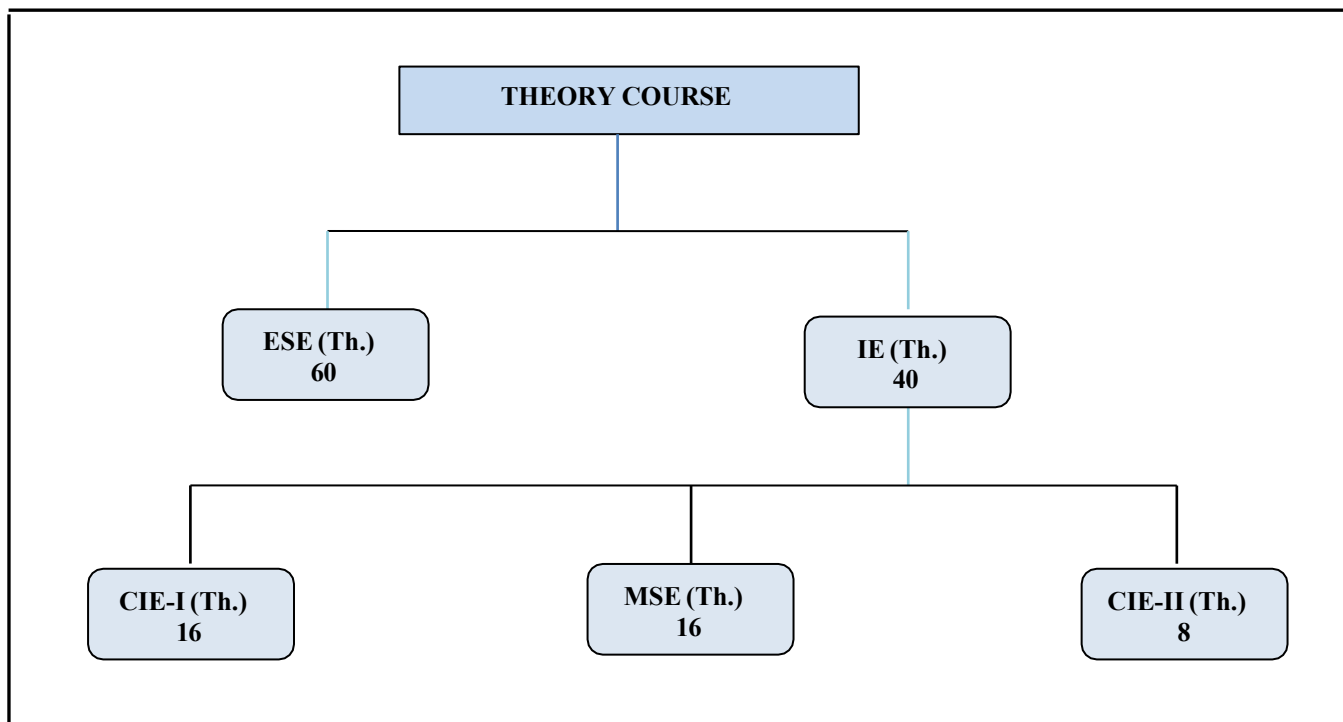 THEORY COURSE
ESE (Th.)
60
IE (Th.)
40
CIE-I (Th.)
16
MSE (Th.)
16
CIE-II (Th.)
8